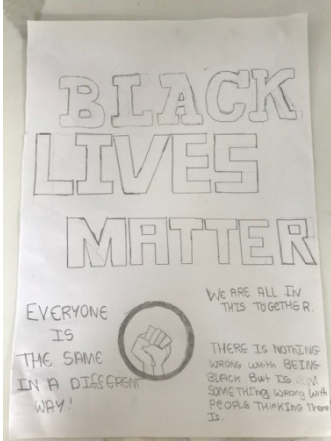 BLACK
LIVES
MATTER
EVERYONE
IS
THE SAME
IN A DIFFERENT
WAY!
WE ARE ALL IN
THIS TOGETHER.
THERE IS NOTHING
WRONG WITH BEING
BLACK BUT IS
SOMETHING WRONG WITH
PEOPLE THINKING THERE
IS.